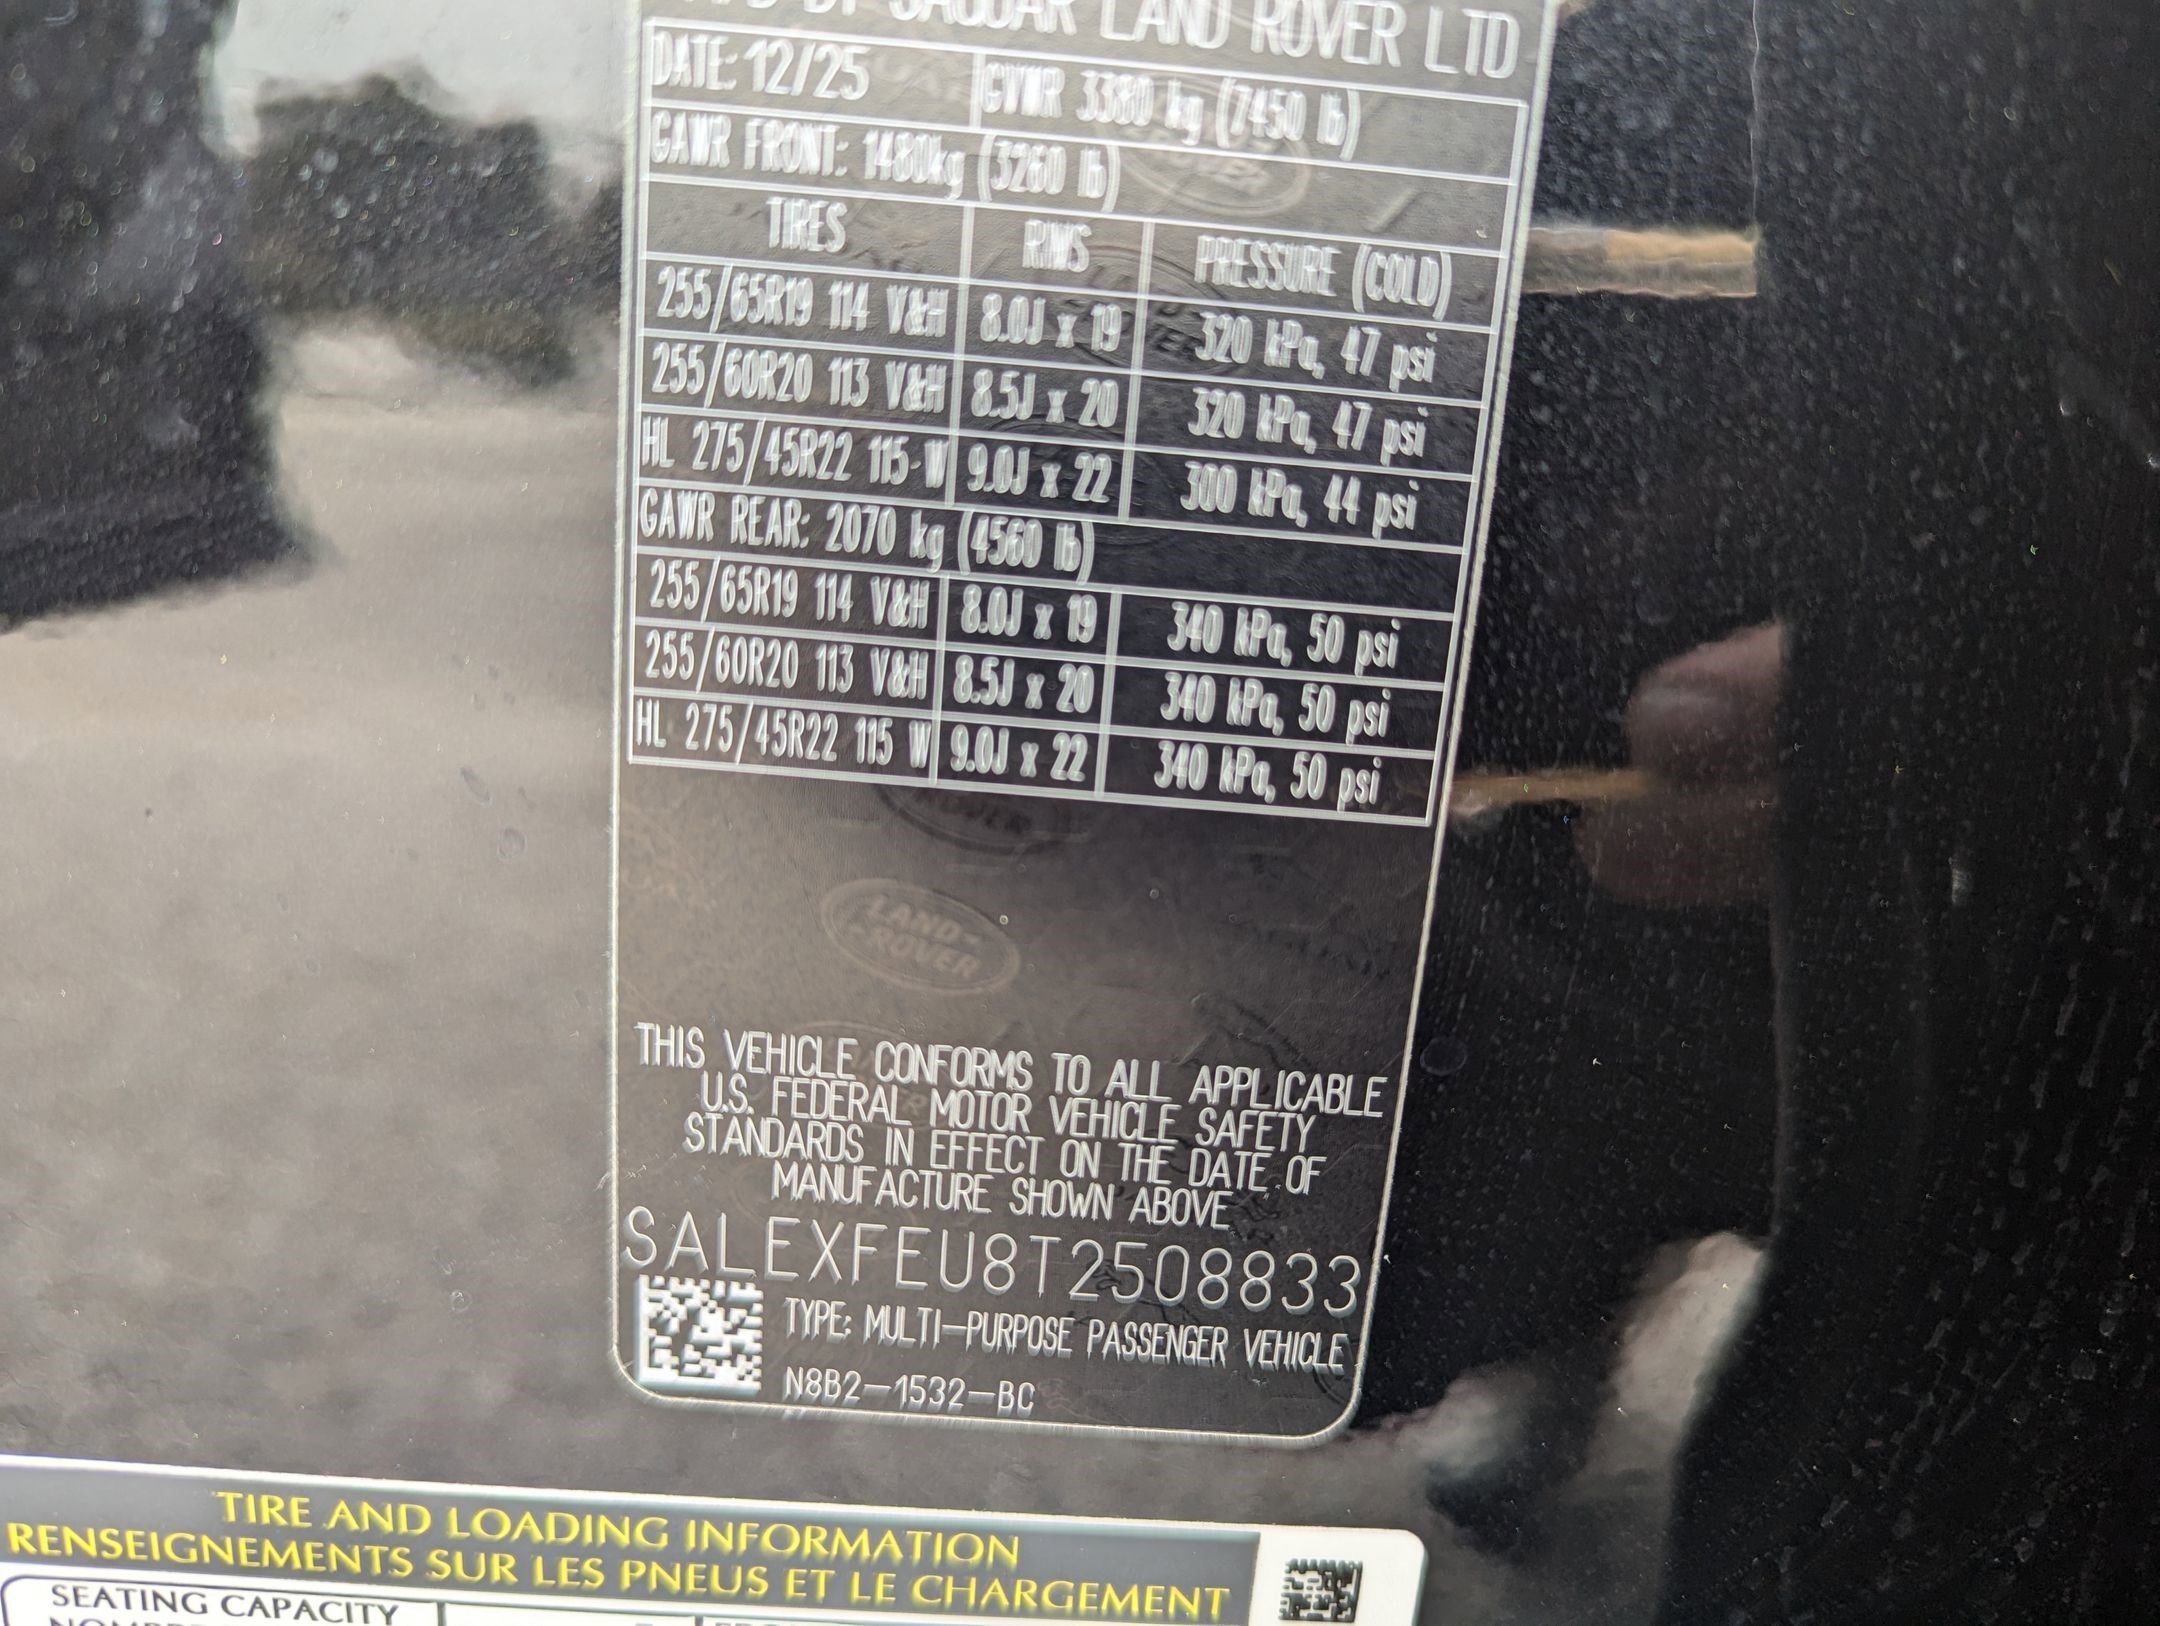 JAGUAR LAND ROVER LTD
DATE: 12/25 GVWR 3380 kg (7450 lb)
GAWR FRONT: 1480kg (3260 lb)
TIRES RIMS PRESSURE (COLD)
255/65R19 114 V&H 8.0J x 19 320 kPa, 47 psi
255/60R20 113 V&H 8.5J x 20 320 kPa, 47 psi
HL 275/45R22 115 W 9.0J x 22 300 kPa, 44 psi
GAWR REAR: 2070 kg (4560 lb)
255/65R19 114 V&H 8.0J x 19 340 kPa, 50 psi
255/60R20 113 V&H 8.5J x 20 340 kPa, 50 psi
HL 275/45R22 115 W 9.0J x 22 340 kPa, 50 psi
LAND-
ROVER
THIS VEHICLE CONFORMS TO ALL APPLICABLE
U.S. FEDERAL MOTOR VEHICLE SAFETY
STANDARDS IN EFFECT ON THE DATE OF
MANUFACTURE SHOWN ABOVE
SALEXFEU8T2508833
TYPE: MULTI-PURPOSE PASSENGER VEHICLE
N8B2-1532-BC
TIRE AND LOADING INFORMATION
RENSEIGNEMENTS SUR LES PNEUS ET LE CHARGEMENT
SEATING CAPACITY